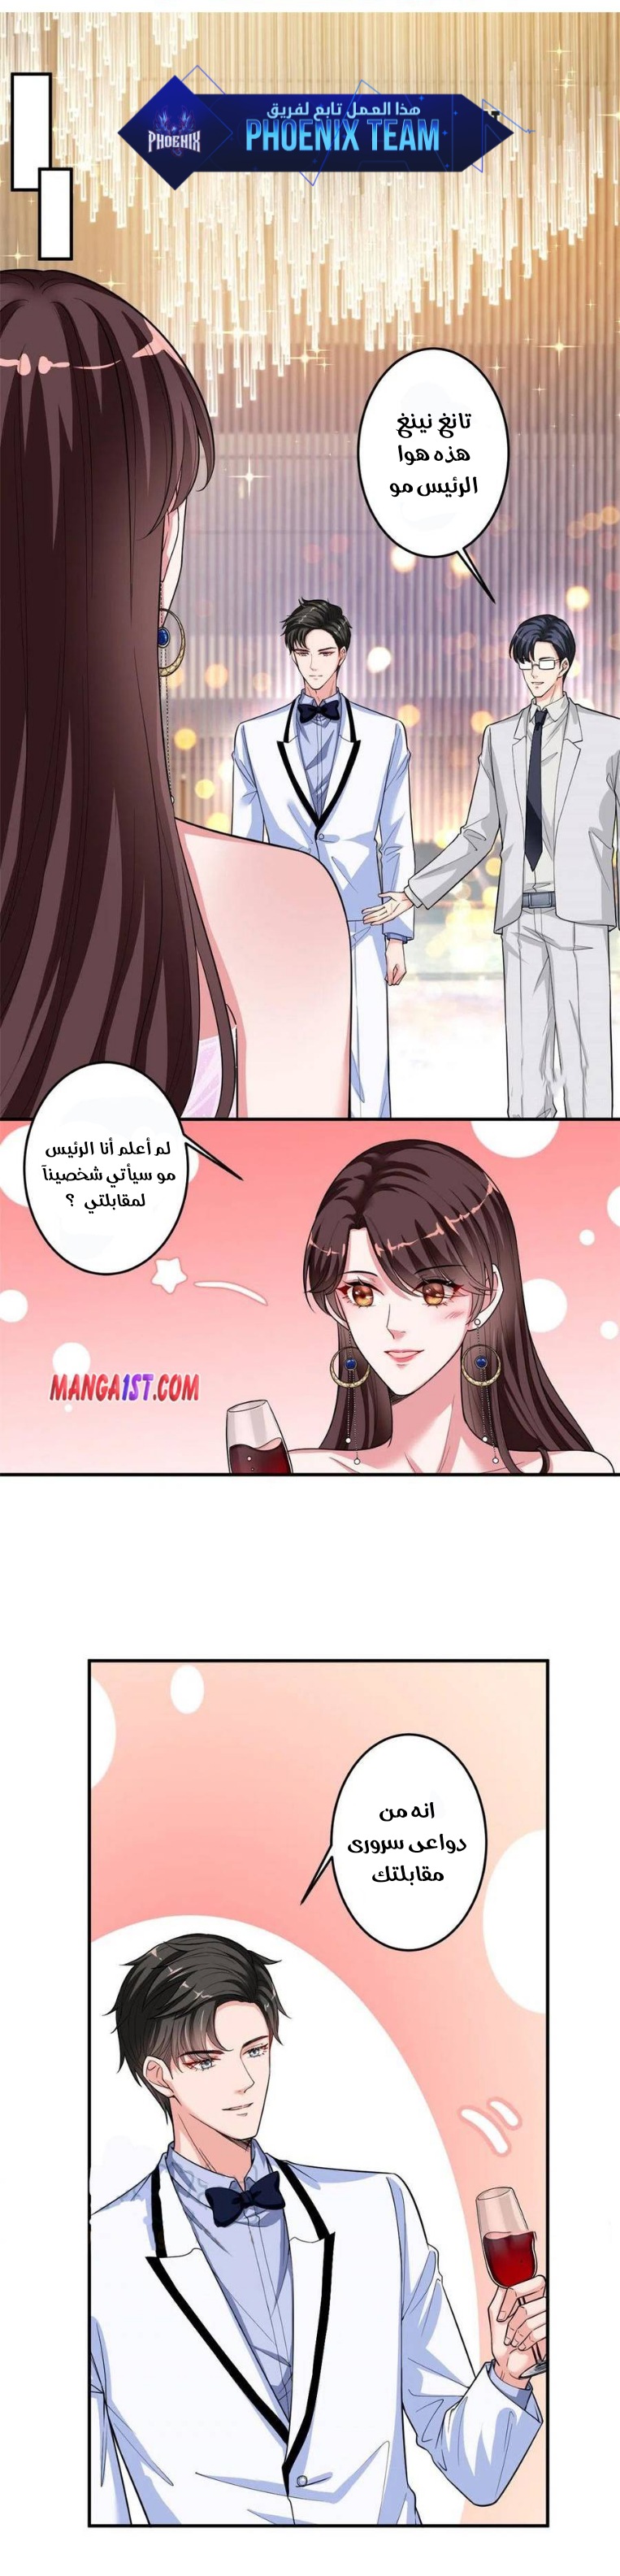 هذا العمل تابع لفريق
PHOENIX TEAM
PHOENIX
تانغ نينغ
هذه هوا
الرئيس مو
لم أعلم أنا الرئيس
مو سيأتي شخصينآ
لمقابلتي ؟
MANGA1ST.COM
انه من
دواعى سرورى
مقابلتك